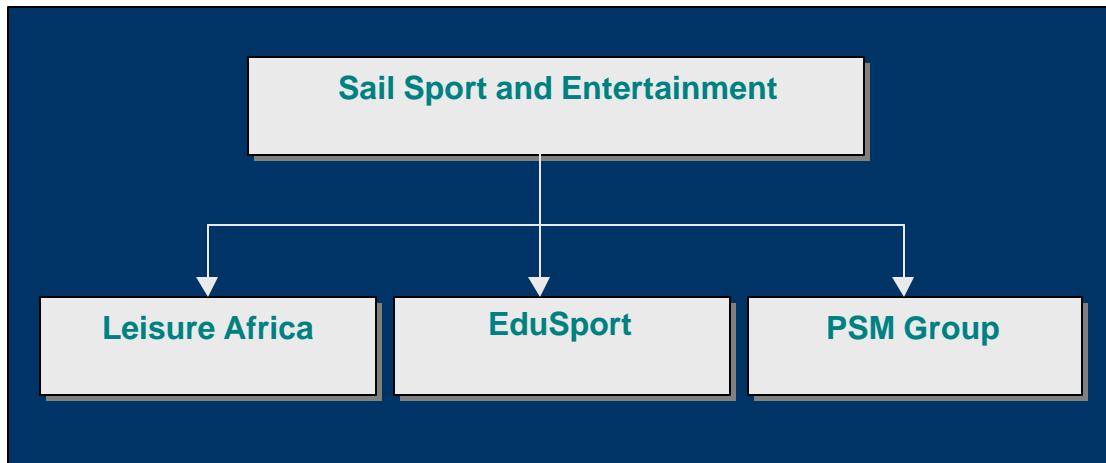 Sail Sport and Entertainment
Leisure Africa
EduSport
PSM Group